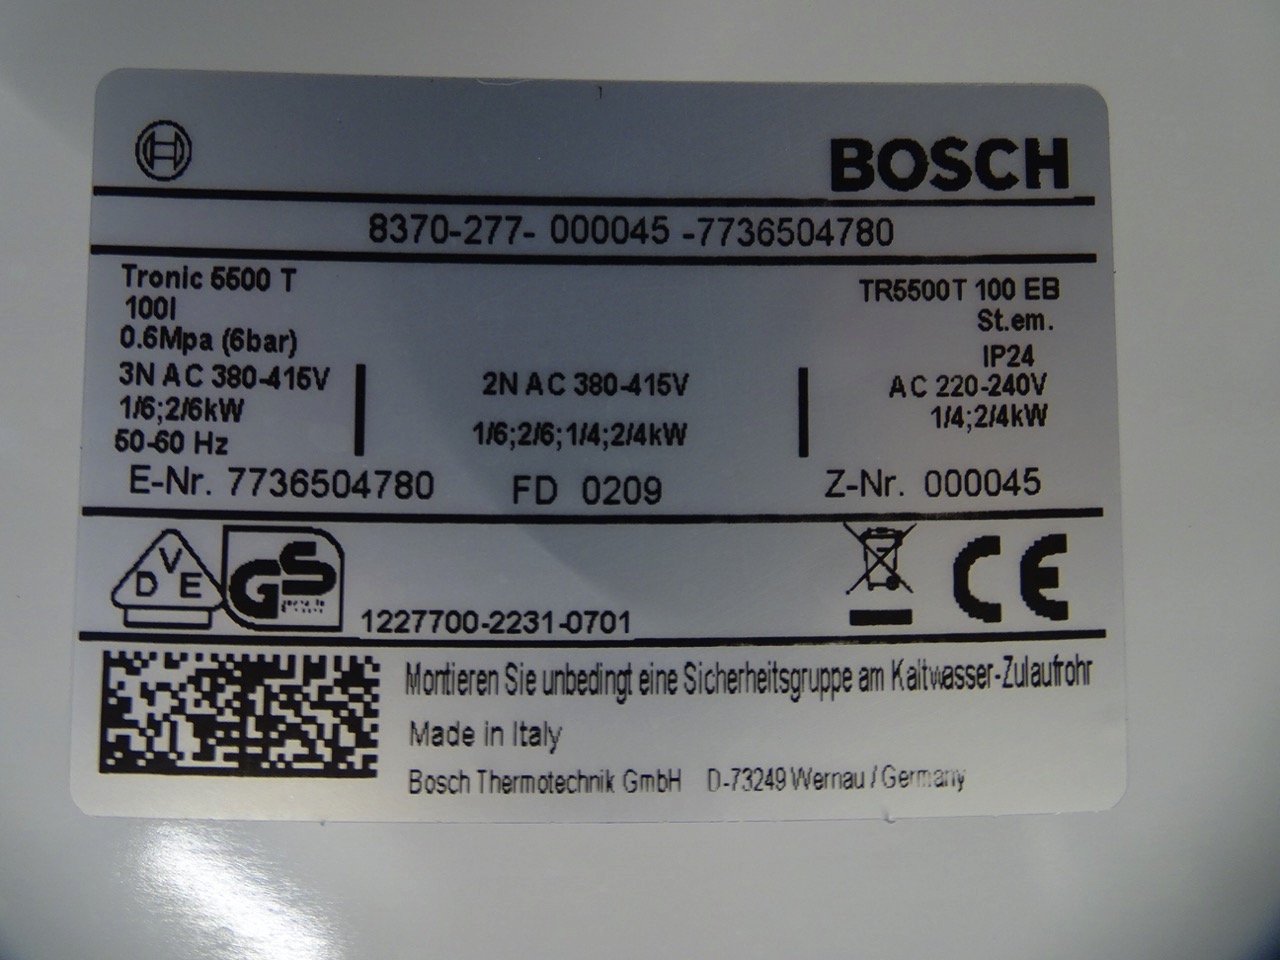 BOSCH
8370-277- 000045 -7736504780
Tronic 5500 T
TR5500T 100 EB
100l
St.em.
0.6Mpa (6bar)
IP24
3N AC 380-415V
2N AC 380-415V
AC 220-240V
1/6;2/6kW
1/6;2/6;1/4;2/4kW
1/4;2/4kW
50-60 Hz
E-Nr. 7736504780 FD 0209 Z-Nr. 000045
VDE
GS
CE
1227700-2231-0701
Montieren Sie unbedingt eine Sicherheitsgruppe am Kaltwasser-Zulaufrohr
Made in Italy
Bosch Thermotechnik GmbH D-73249 Wernau / Germany